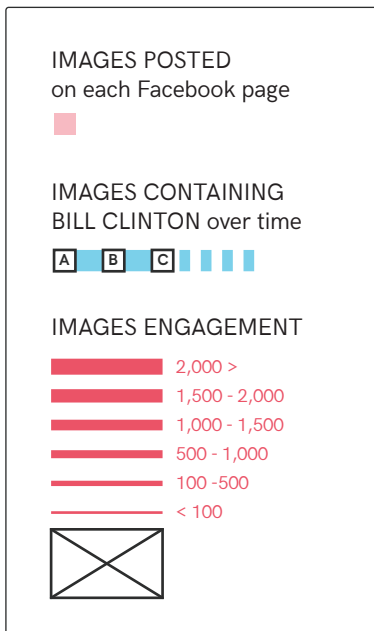 IMAGES POSTED
on each Facebook page
IMAGES CONTAINING
BILL CLINTON over time
A B C
IMAGES ENGAGEMENT
2,000 >
1,500 - 2,000
1,000 - 1,500
500 - 1,000
100 -500
< 100